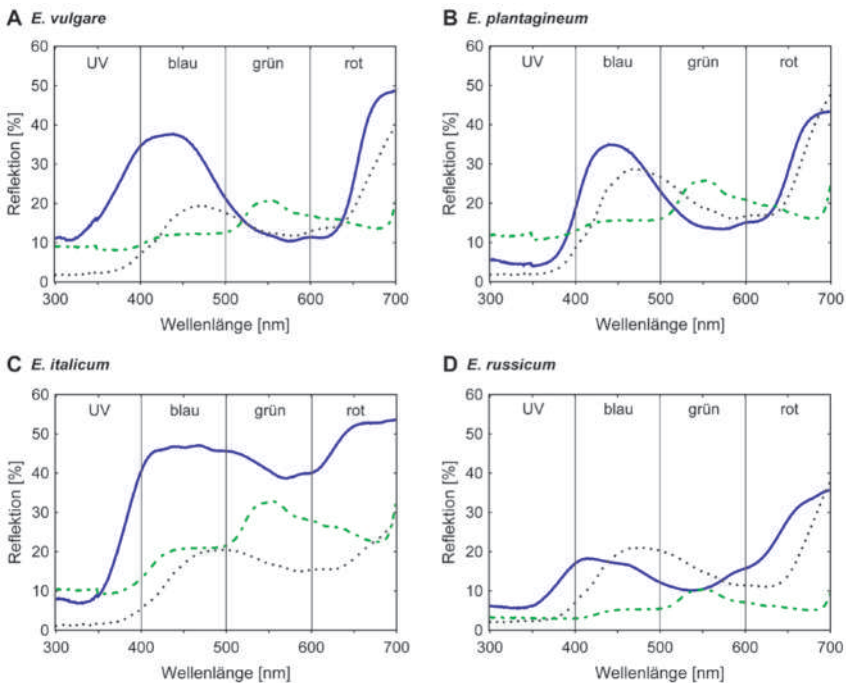 A E. vulgare
60
50
40
30
20
10
0
Reflektion [%]
UV blau grün rot
300 400 500 600 700
Wellenlänge [nm]
B E. plantagineum
60
50
40
30
20
10
0
Reflektion [%]
UV blau grün rot
300 400 500 600 700
Wellenlänge [nm]
C E. italicum
60
50
40
30
20
10
0
Reflektion [%]
UV blau grün rot
300 400 500 600 700
Wellenlänge [nm]
D E. russicum
60
50
40
30
20
10
0
Reflektion [%]
UV blau grün rot
300 400 500 600 700
Wellenlänge [nm]